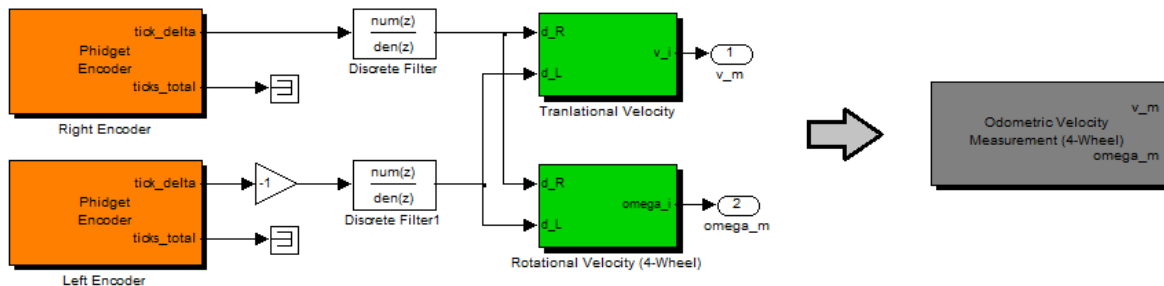 tick_delta
Phidget
Encoder
ticks_total
Right Encoder
num(z)
den(z)
Discrete Filter
d_R
v_i
d_L
Tranlational Velocity
1
v_m
tick_delta
Phidget
Encoder
ticks_total
Left Encoder
-1
num(z)
den(z)
Discrete Filter1
d_R
omega_i
d_L
Rotational Velocity (4-Wheel)
2
omega_m
v_m
Odometric Velocity
Measurement (4-Wheel)
omega_m